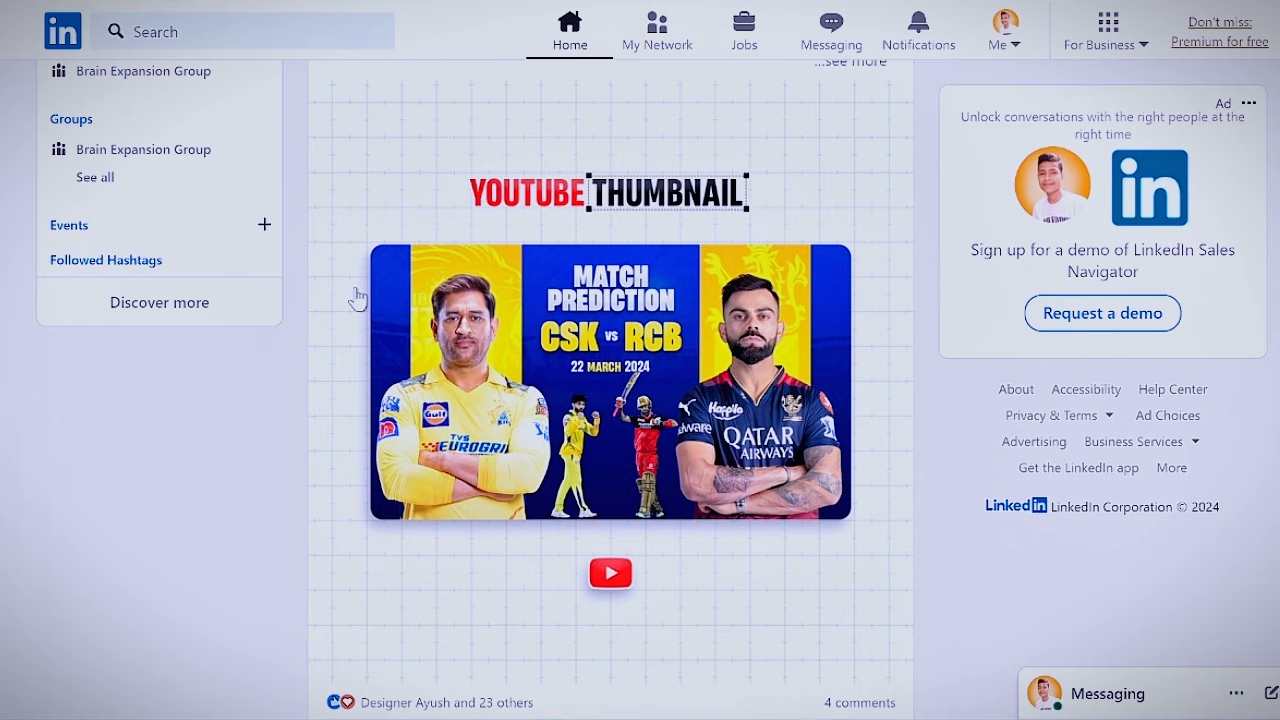 in
Search
Home
My Network
Jobs
Messaging
Notifications
Me
For Business
Don't miss:
Premium for free
Brain Expansion Group
Groups
Brain Expansion Group
See all
Events
Followed Hashtags
Discover more
...see more
YOUTUBE THUMBNAIL
MATCH
PREDICTION
CSK VS RCB
22 MARCH 2024
Gulf
TVS
EUROGRI
Happilo
dware
QATAR
AIRWAYS
Designer Ayush and 23 others
4 comments
Ad
Unlock conversations with the right people at the
right time
in
Sign up for a demo of LinkedIn Sales
Navigator
Request a demo
About Accessibility Help Center
Privacy & Terms Ad Choices
Advertising Business Services
Get the LinkedIn app More
LinkedIn LinkedIn Corporation © 2024
Messaging